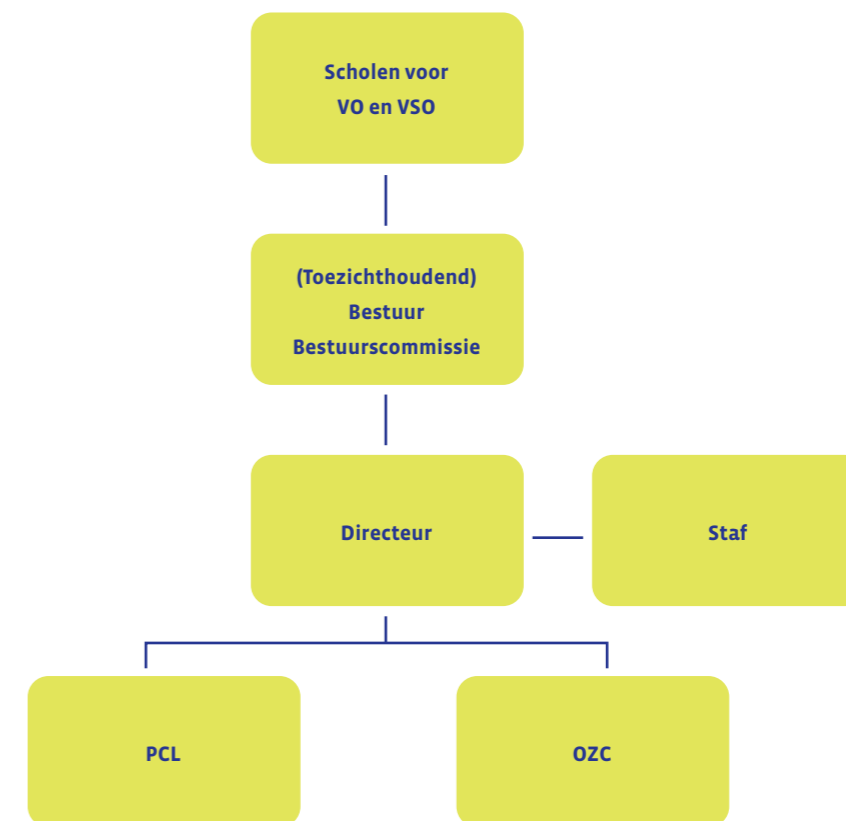 Scholen voor
VO en VSO
(Toezichthoudend)
Bestuur
Bestuurscommissie
Directeur
Staf
PCL
OZC